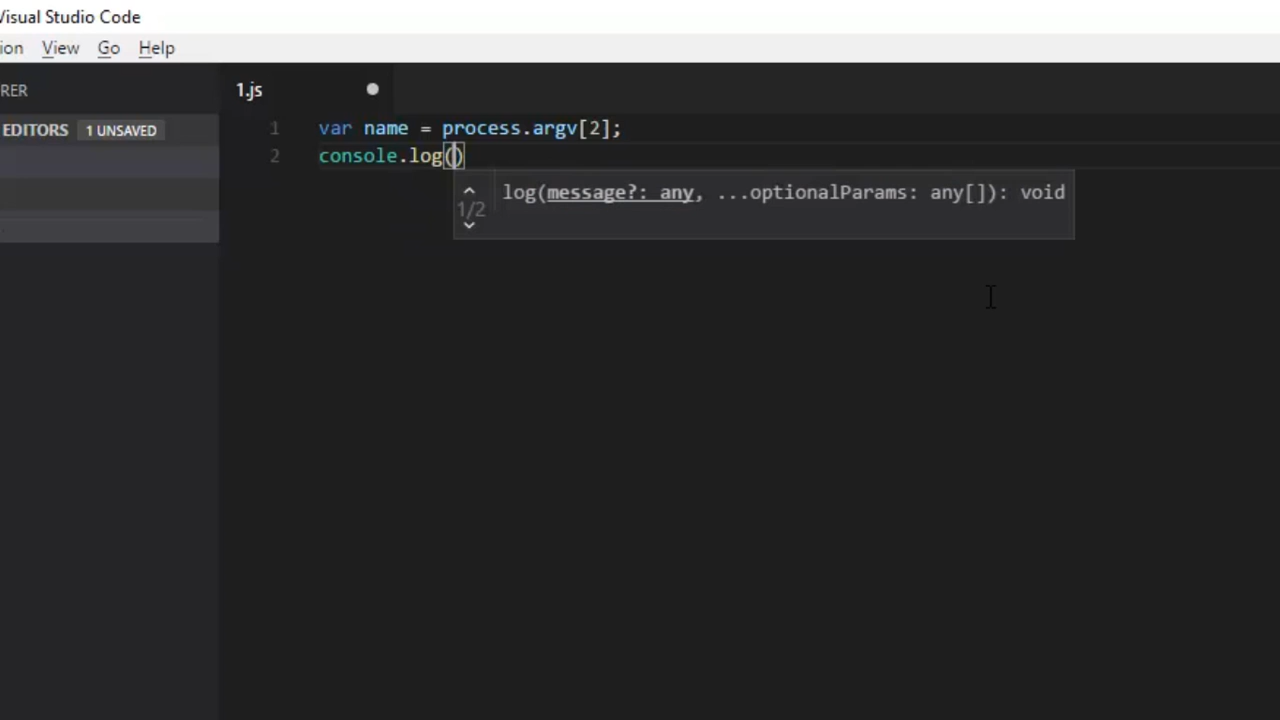 Visual Studio Code
ion View Go Help
RER
1.js
EDITORS 1 UNSAVED
1 var name = process.argv[2];
2 console.log()
log(message?: any, ...optionalParams: any[]): void
1/2